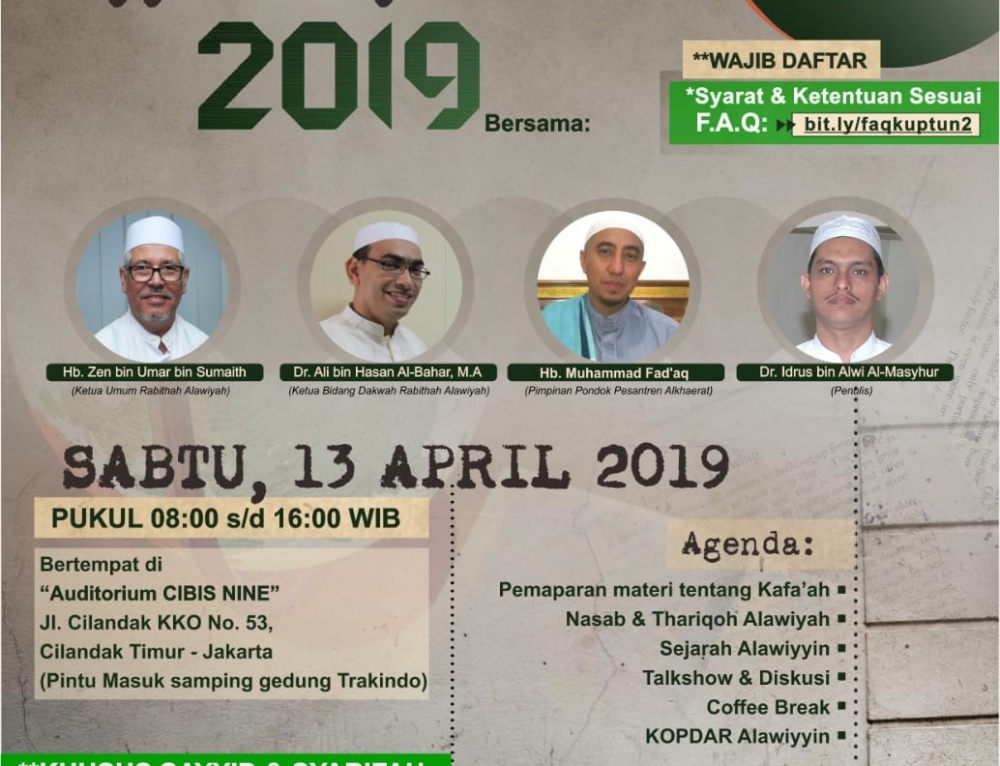 2019
Bersama:
**WAJIB DAFTAR
*Syarat & Ketentuan Sesuai
F.A.Q: bit.ly/faqkuptun2
Hb. Zen bin Umar bin Sumaith
(Ketua Umum Rabithah Alawiyah)
Dr. Ali bin Hasan Al-Bahar, M.A
(Ketua Bidang Dakwah Rabithah Alawiyah)
Hb. Muhammad Fad'aq
(Pimpinan Pondok Pesantren Alkhaerat)
Dr. Idrus bin Alwi Al-Masyhur
(Penulis)
SABTU, 13 APRIL 2019
PUKUL 08:00 s/d 16:00 WIB
Bertempat di
“Auditorium CIBIS NINE”
Jl. Cilandak KKO No. 53,
Cilandak Timur - Jakarta
(Pintu Masuk samping gedung Trakindo)
Agenda:
Pemaparan materi tentang Kafa’ah
Nasab & Thariqoh Alawiyah
Sejarah Alawiyyin
Talkshow & Diskusi
Coffee Break
KOPDAR Alawiyyin
**KHUSUS SAYYID & SYARIFAH